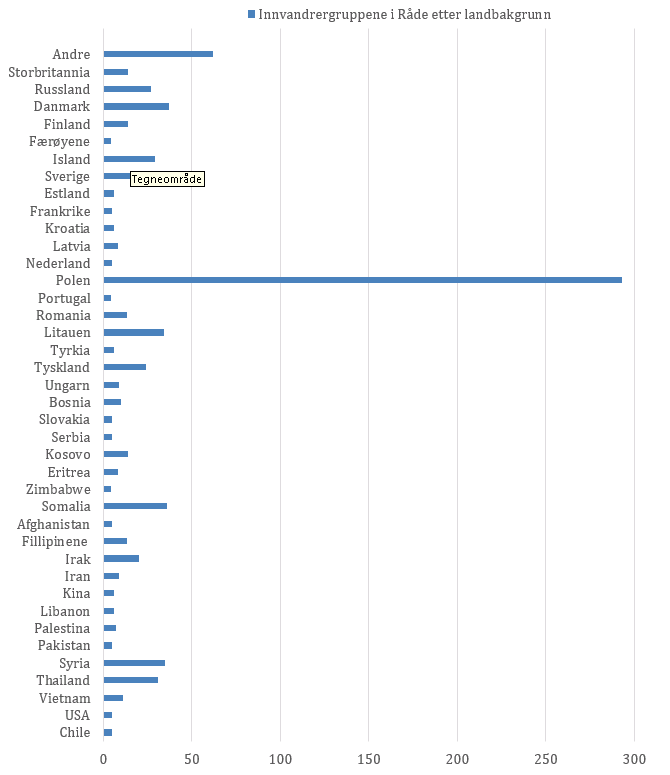 Innvandrergruppene i Råde etter landbakgrunn
Andre
Storbritannia
Russland
Danmark
Finland
Færøyene
Island
Sverige
Tegneområde
Estland
Frankrike
Kroatia
Latvia
Nederland
Polen
Portugal
Romania
Litauen
Tyrkia
Tyskland
Ungarn
Bosnia
Slovakia
Serbia
Kosovo
Eritrea
Zimbabwe
Somalia
Afghanistan
Fillipinene
Irak
Iran
Kina
Libanon
Palestina
Pakistan
Syria
Thailand
Vietnam
USA
Chile
0 50 100 150 200 250 300